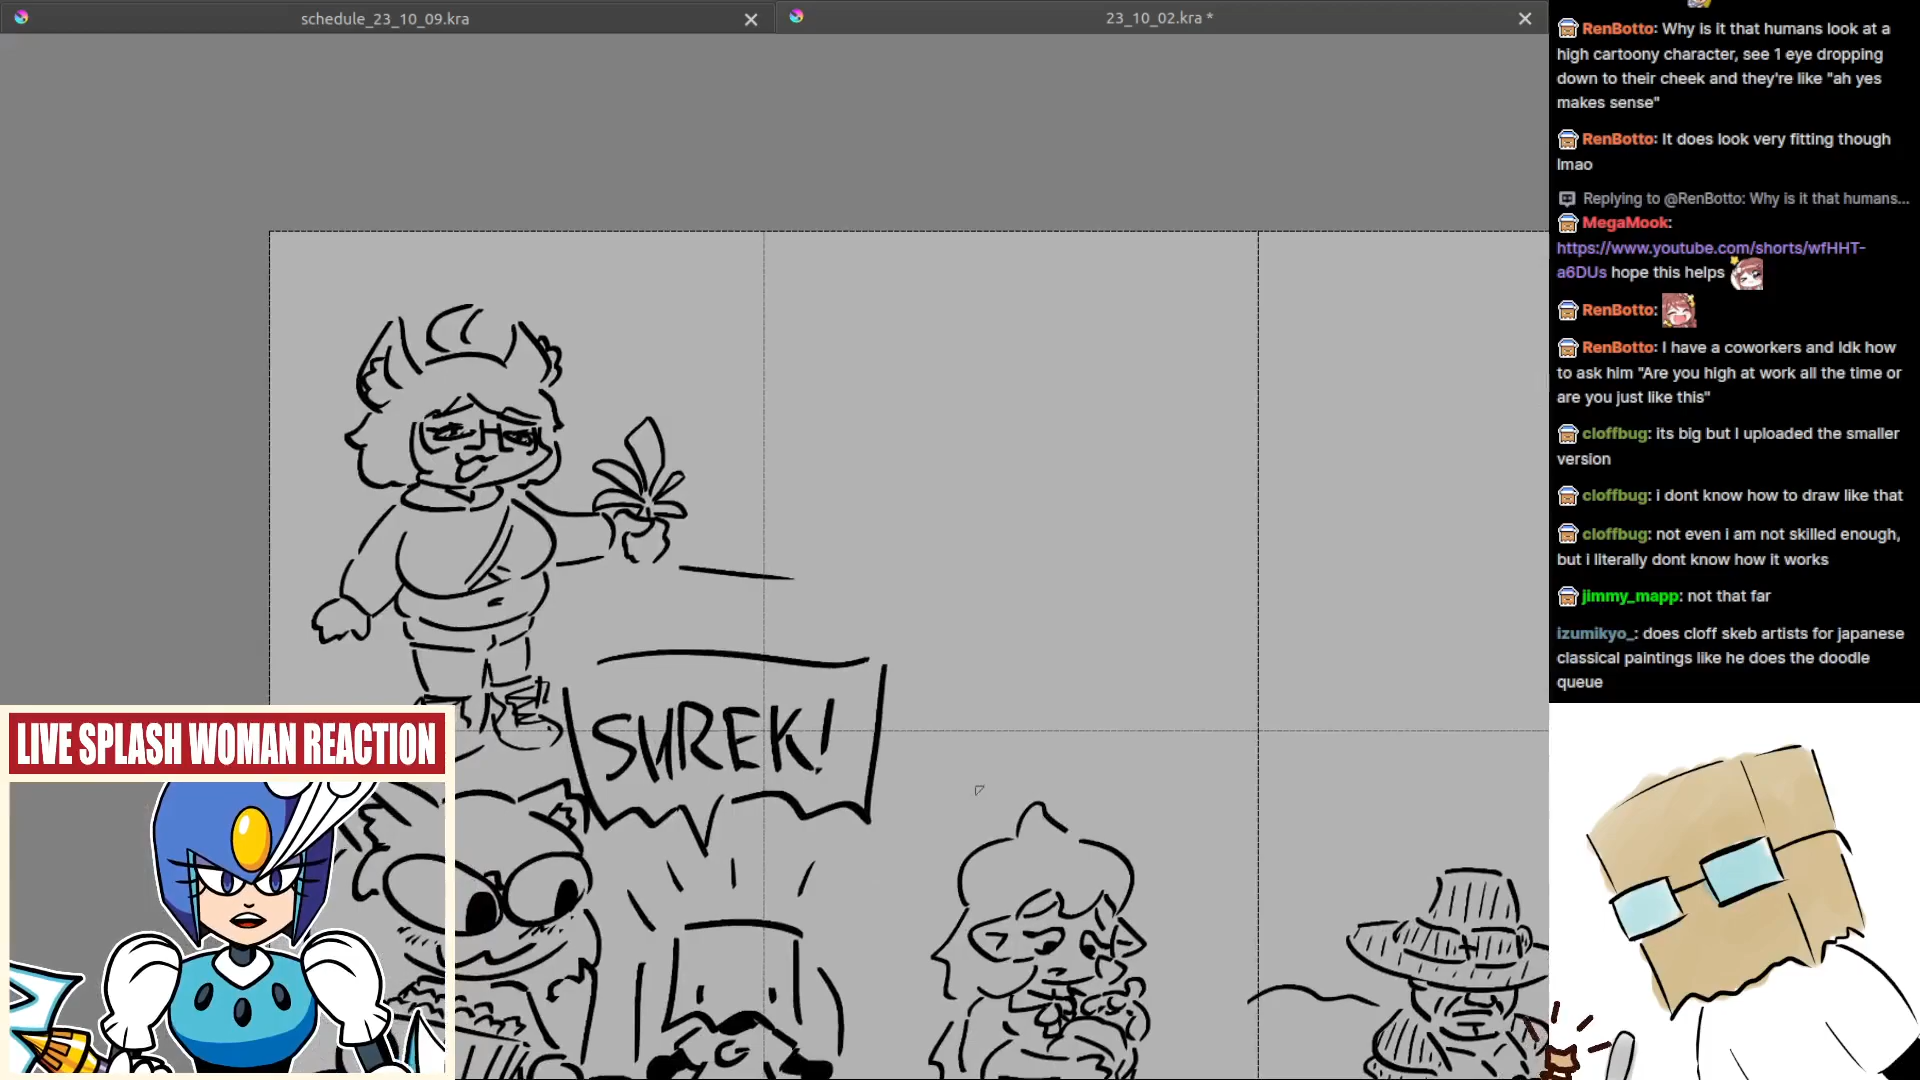 schedule_23_10_09.kra
23_10_02.kra *
RenBotto: Why is it that humans look at a
high cartoony character, see 1 eye dropping
down to their cheek and they're like "ah yes
makes sense"
RenBotto: It does look very fitting though
lmao
Replying to @RenBotto: Why is it that humans...
MegaMook:
https://www.youtube.com/shorts/wfHHT-
a6DUs hope this helps
RenBotto:
RenBotto: I have a coworkers and Idk how
to ask him "Are you high at work all the time or
are you just like this"
cloffbug: its big but I uploaded the smaller
version
cloffbug: i dont know how to draw like that
cloffbug: not even i am not skilled enough,
but i literally dont know how it works
jimmy_mapp: not that far
izumikyo_: does cloff skeb artists for japanese
classical paintings like he does the doodle
queue
SHREK!
LIVE SPLASH WOMAN REACTION